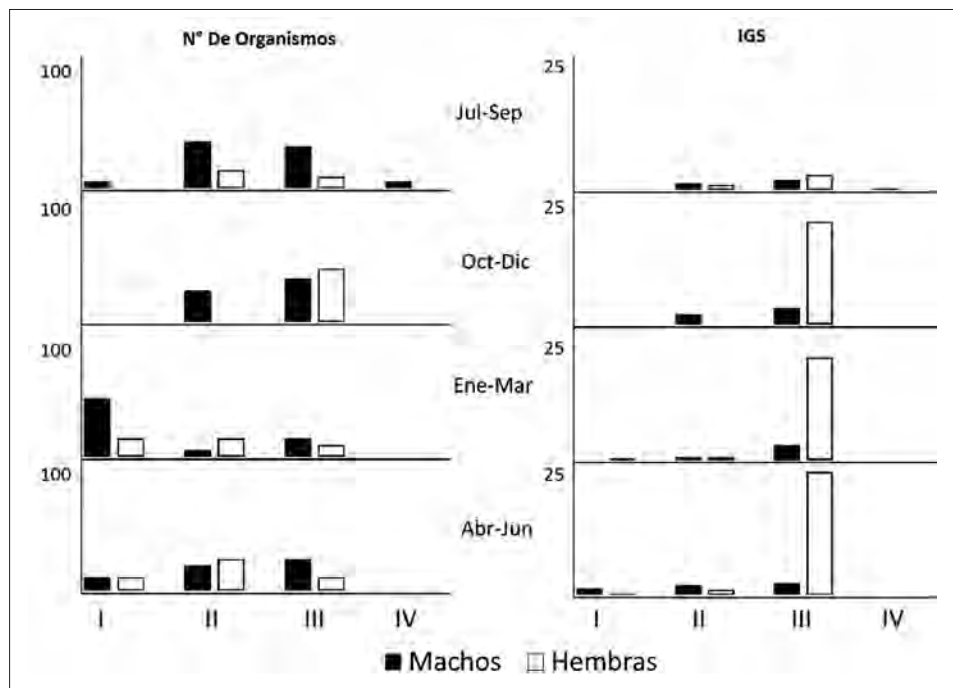 N° De Organismos IGS
100 25
Jul-Sep
100 25
Oct-Dic
100 25
Ene-Mar
100 25
Abr-Jun
I II III IV I II III IV
Machos Hembras